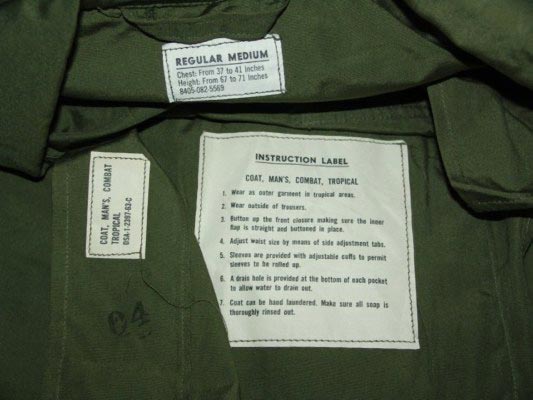 REGULAR MEDIUM
Chest: From 37 to 41 Inches
Height: From 67 to 71 Inches
8405-082-5569
COAT, MAN'S, COMBAT
TROPICAL
DSA-1-2397-63-C
INSTRUCTION LABEL
COAT, MAN'S, COMBAT, TROPICAL
1. Wear as outer garment in tropical areas.
2. Wear outside of trousers.
3. Button up the front closure making sure the inner
flap is straight and buttoned in place.
4. Adjust waist size by means of side adjustment tabs.
5. Sleeves are provided with adjustable cuffs to permit
sleeves to be rolled up.
6. A drain hole is provided at the bottom of each pocket
to allow water to drain out.
7. Coat can be hand laundered. Make sure all soap is
thoroughly rinsed out.
04